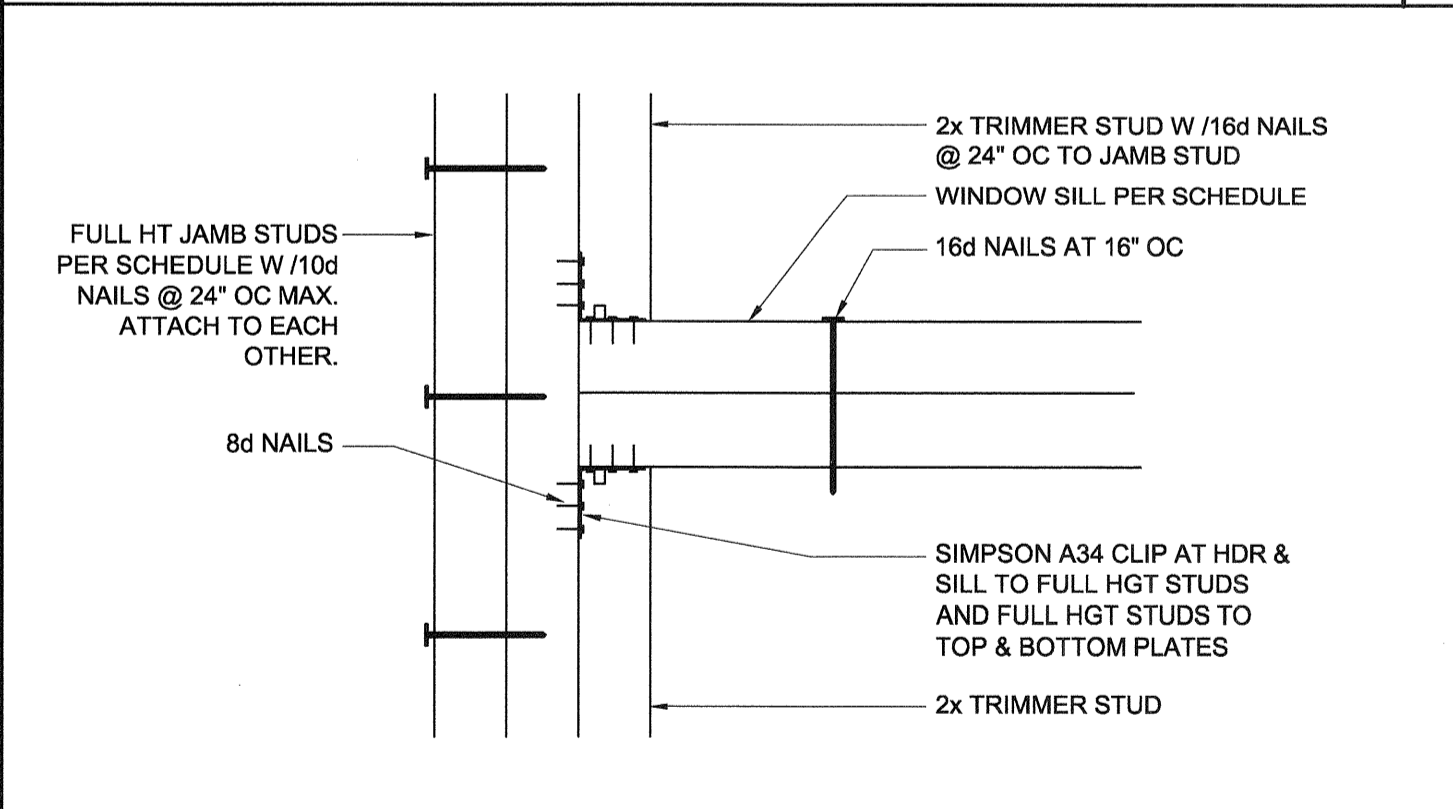 2x TRIMMER STUD W /16d NAILS
@ 24" OC TO JAMB STUD
WINDOW SILL PER SCHEDULE
16d NAILS AT 16" OC
FULL HT JAMB STUDS
PER SCHEDULE W /10d
NAILS @ 24" OC MAX.
ATTACH TO EACH
OTHER.
8d NAILS
SIMPSON A34 CLIP AT HDR &
SILL TO FULL HGT STUDS
AND FULL HGT STUDS TO
TOP & BOTTOM PLATES
2x TRIMMER STUD